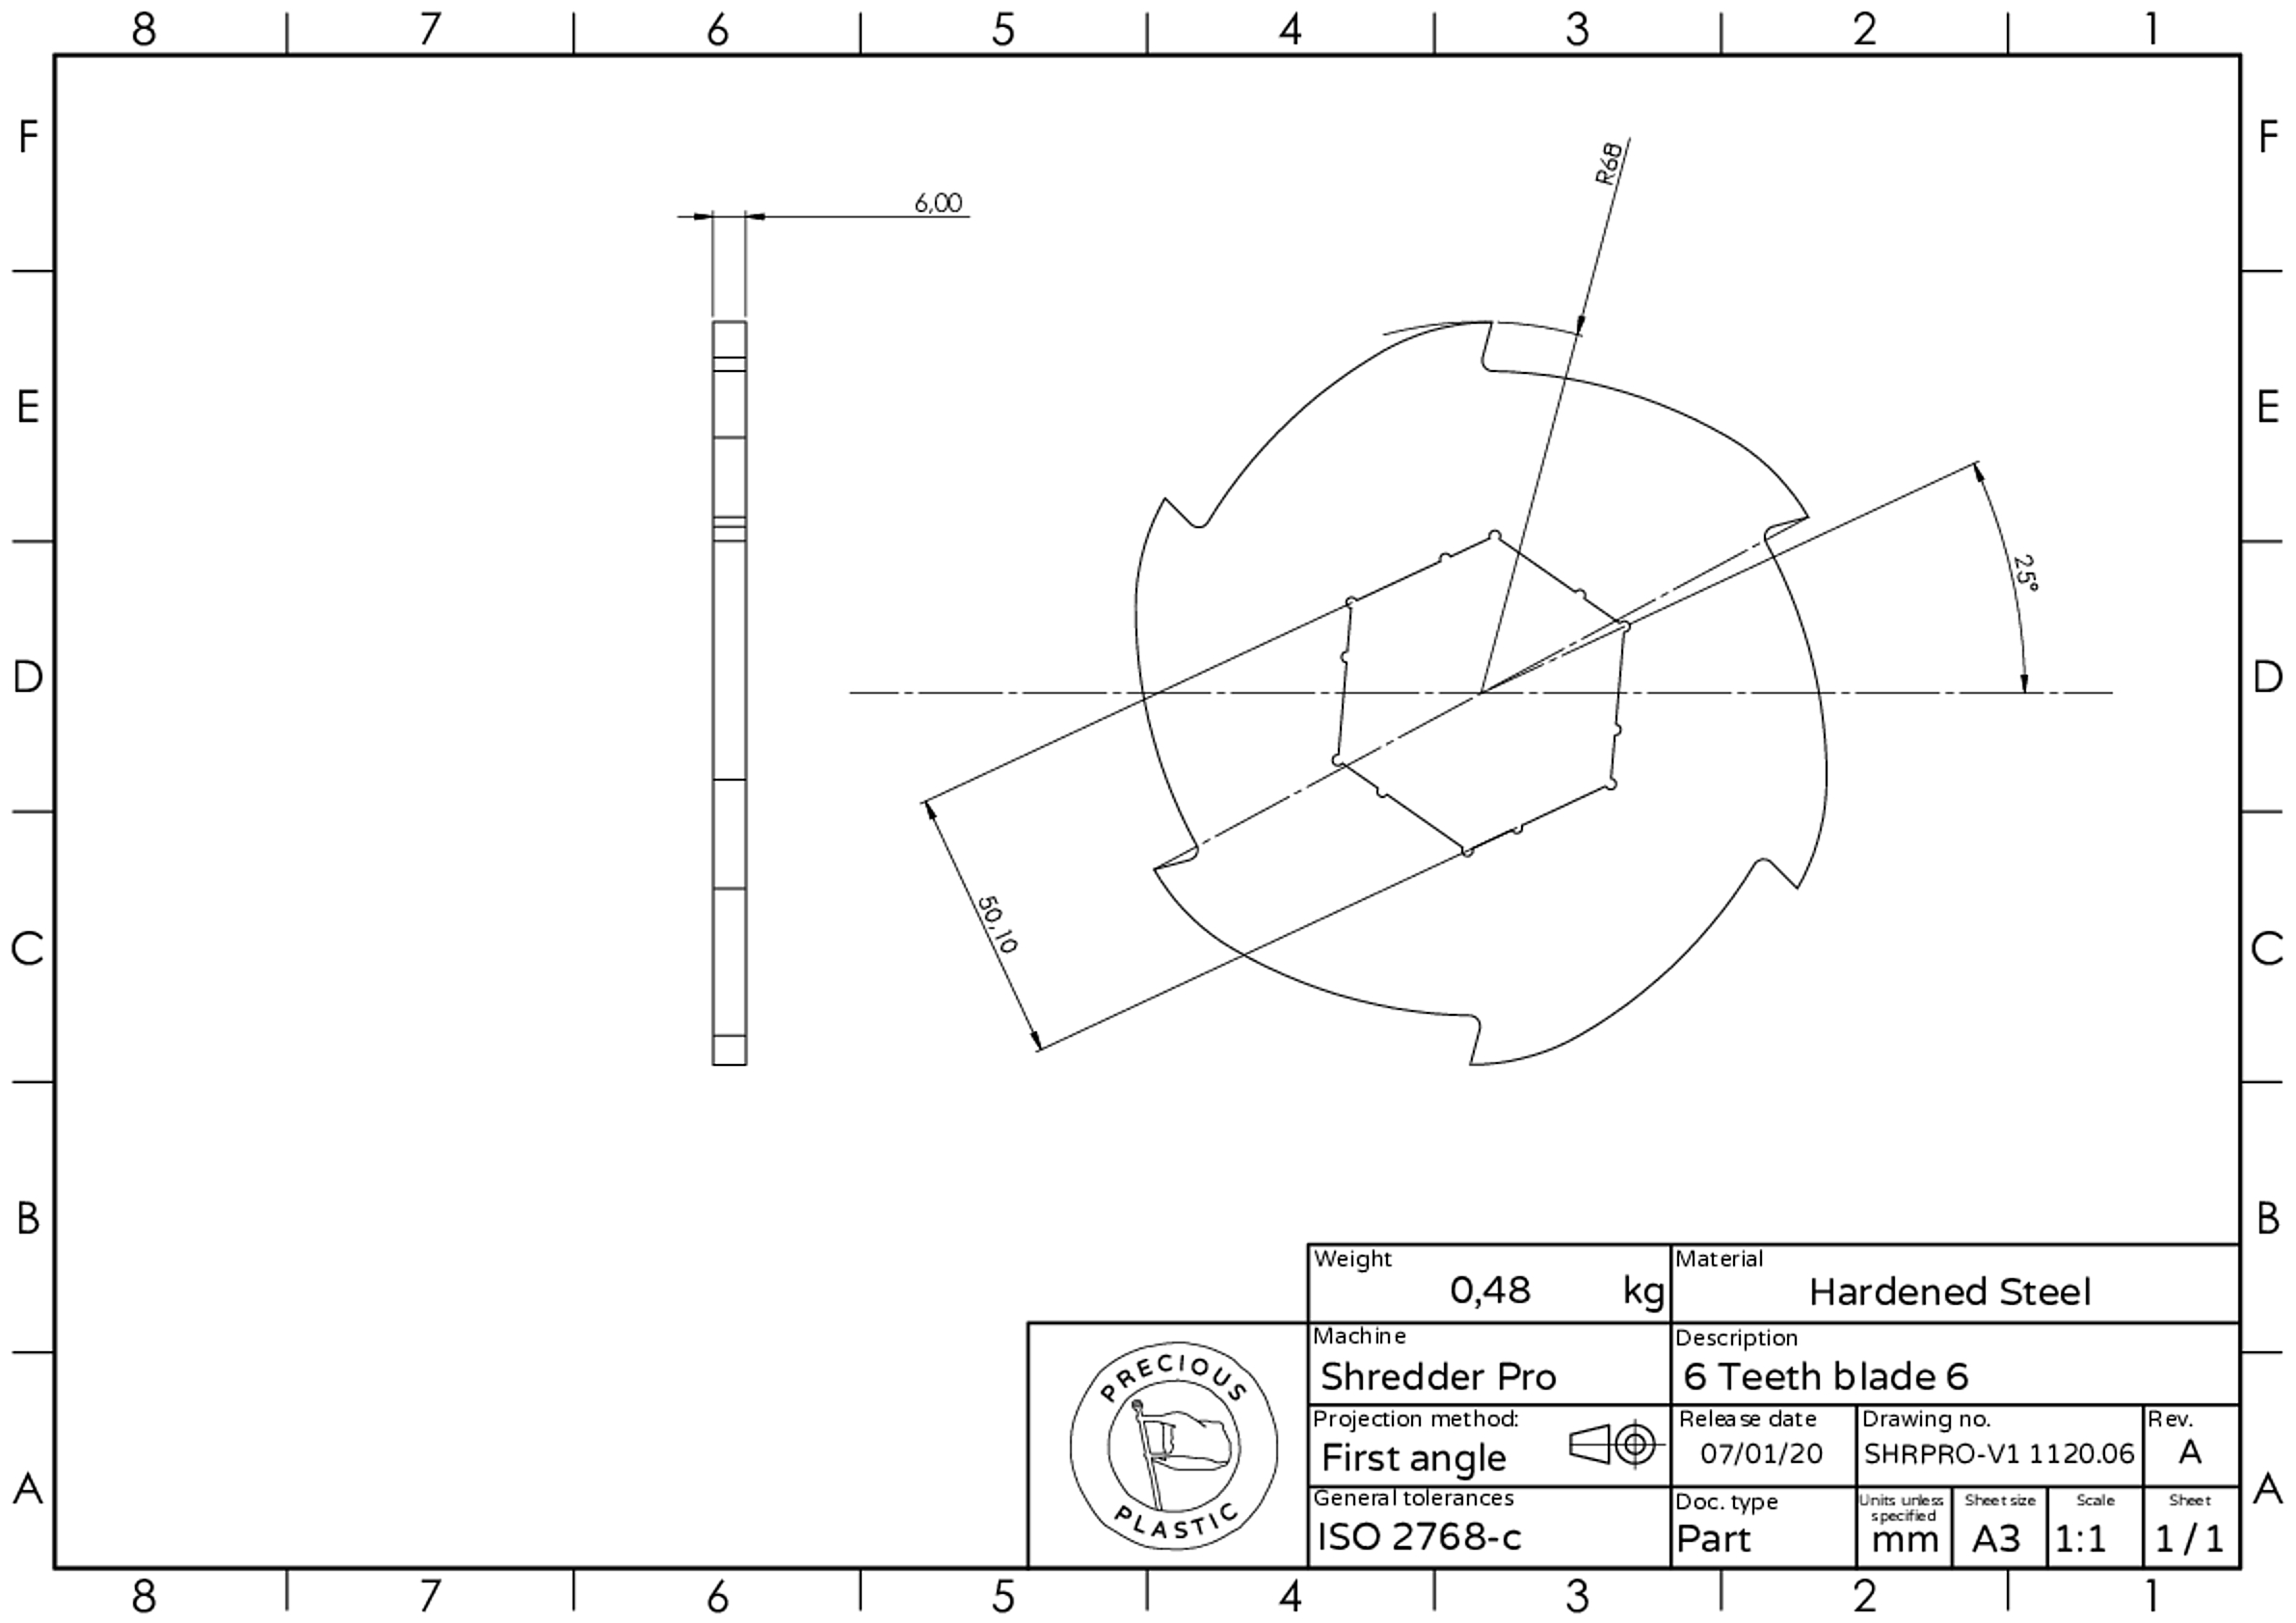 8 7 6 5 4 3 2 1
F F
R68
6,00
E E
25°
D D
50,10
C C
B B
Weight
0,48 kg
Material
Hardened Steel
PRECIOUS
PLASTIC
Machine
Shredder Pro
Description
6 Teeth blade 6
Projection method:
First angle
Release date
07/01/20
Drawing no.
SHRPRO-V1 1120.06
Rev.
A
General tolerances
ISO 2768-c
Doc. type
Part
Units unless
specified
mm
Sheet size
A3
Scale
1:1
Sheet
1 / 1
A A
8 7 6 5 4 3 2 1